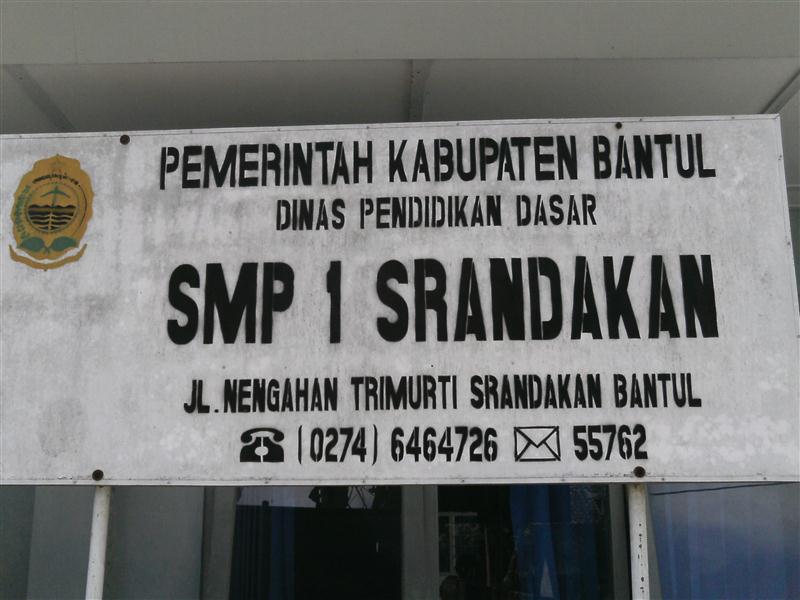 PEMERINTAH KABUPATEN BANTUL
DINAS PENDIDIKAN DASAR
SMP 1 SRANDAKAN
JL. NENGAHAN TRIMURTI SRANDAKAN BANTUL
(0274) 6464726 55762